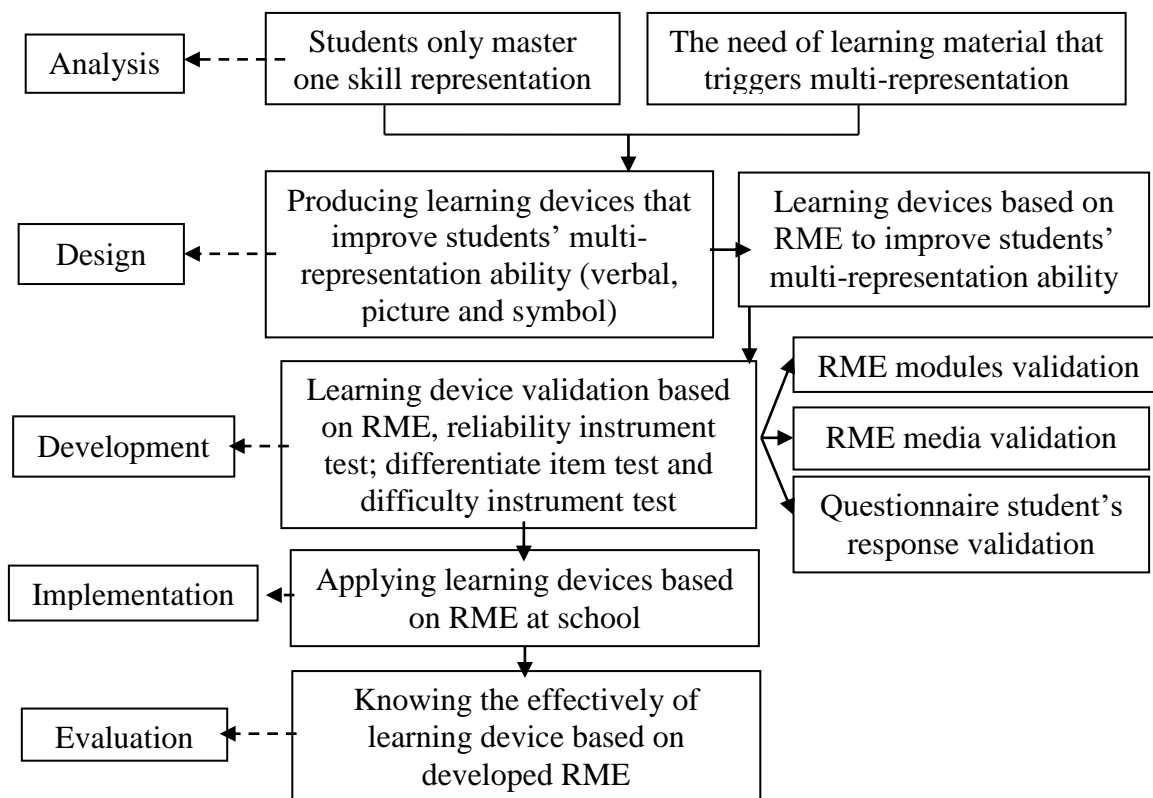 Analysis
Students only master
one skill representation
The need of learning material that
triggers multi-representation
Design
Producing learning devices that
improve students’ multi-
representation ability (verbal,
picture and symbol)
Learning devices based on
RME to improve students’
multi-representation ability
Development
Learning device validation based
on RME, reliability instrument
test; differentiate item test and
difficulty instrument test
RME modules validation
RME media validation
Questionnaire student’s
response validation
Implementation
Applying learning devices based
on RME at school
Evaluation
Knowing the effectively of
learning device based on
developed RME